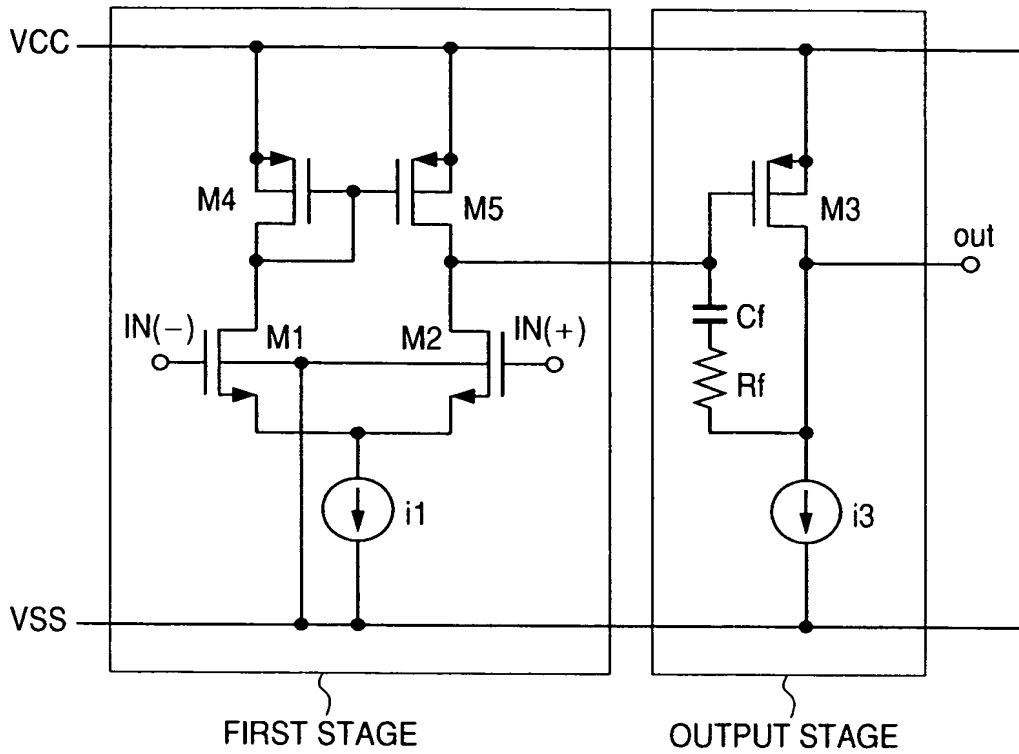 VCC
M4
M5
M3
out
IN(−)
M1
M2
IN(+)
Cf
Rf
i1
i3
VSS
FIRST STAGE
OUTPUT STAGE